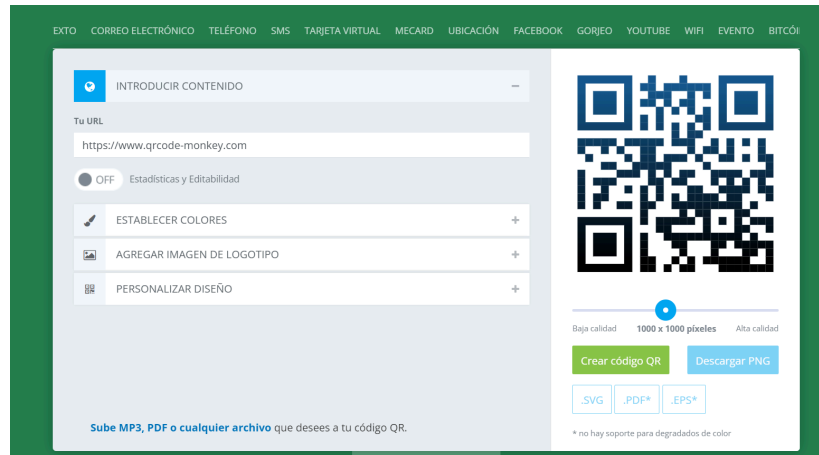 EXTO CORREO ELECTRÓNICO TELÉFONO SMS TARJETA VIRTUAL MECARD UBICACIÓN FACEBOOK GORJEO YOUTUBE WIFI EVENTO BITCÓI
INTRODUCIR CONTENIDO
Tu URL
https://www.qrcode-monkey.com
OFF Estadísticas y Editabilidad
ESTABLECER COLORES
AGREGAR IMAGEN DE LOGOTIPO
PERSONALIZAR DISEÑO
Sube MP3, PDF o cualquier archivo que desees a tu código QR.
Baja calidad 1000 x 1000 píxeles Alta calidad
Crear código QR Descargar PNG
.SVG .PDF* .EPS*
* no hay soporte para degradados de color